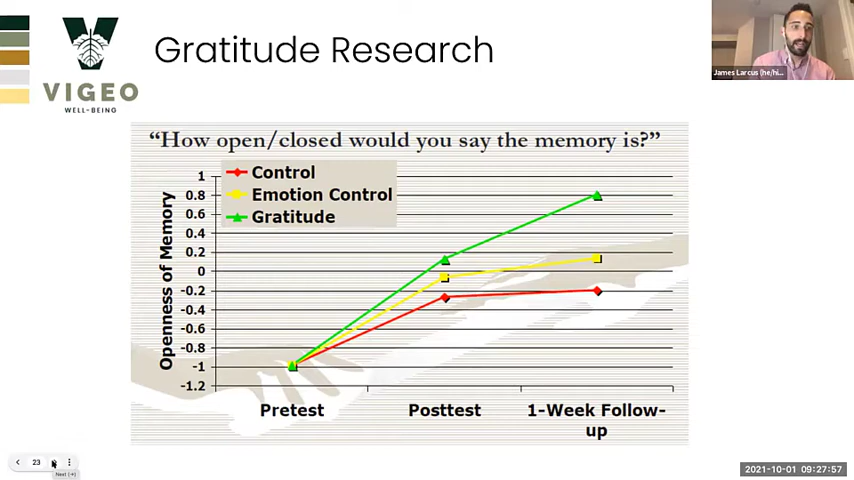 Gratitude Research
VIGEO
WELL-BEING
James Larcus (he/hi...
"How open/closed would you say the memory is?"
Control
Emotion Control
Gratitude
Openness of Memory
1
0.8
0.6
0.4
0.2
0
-0.2
-0.4
-0.6
-0.8
-1
-1.2
Pretest
Posttest
1-Week Follow-
up
23
Next (→)
2021-10-01 09:27:57